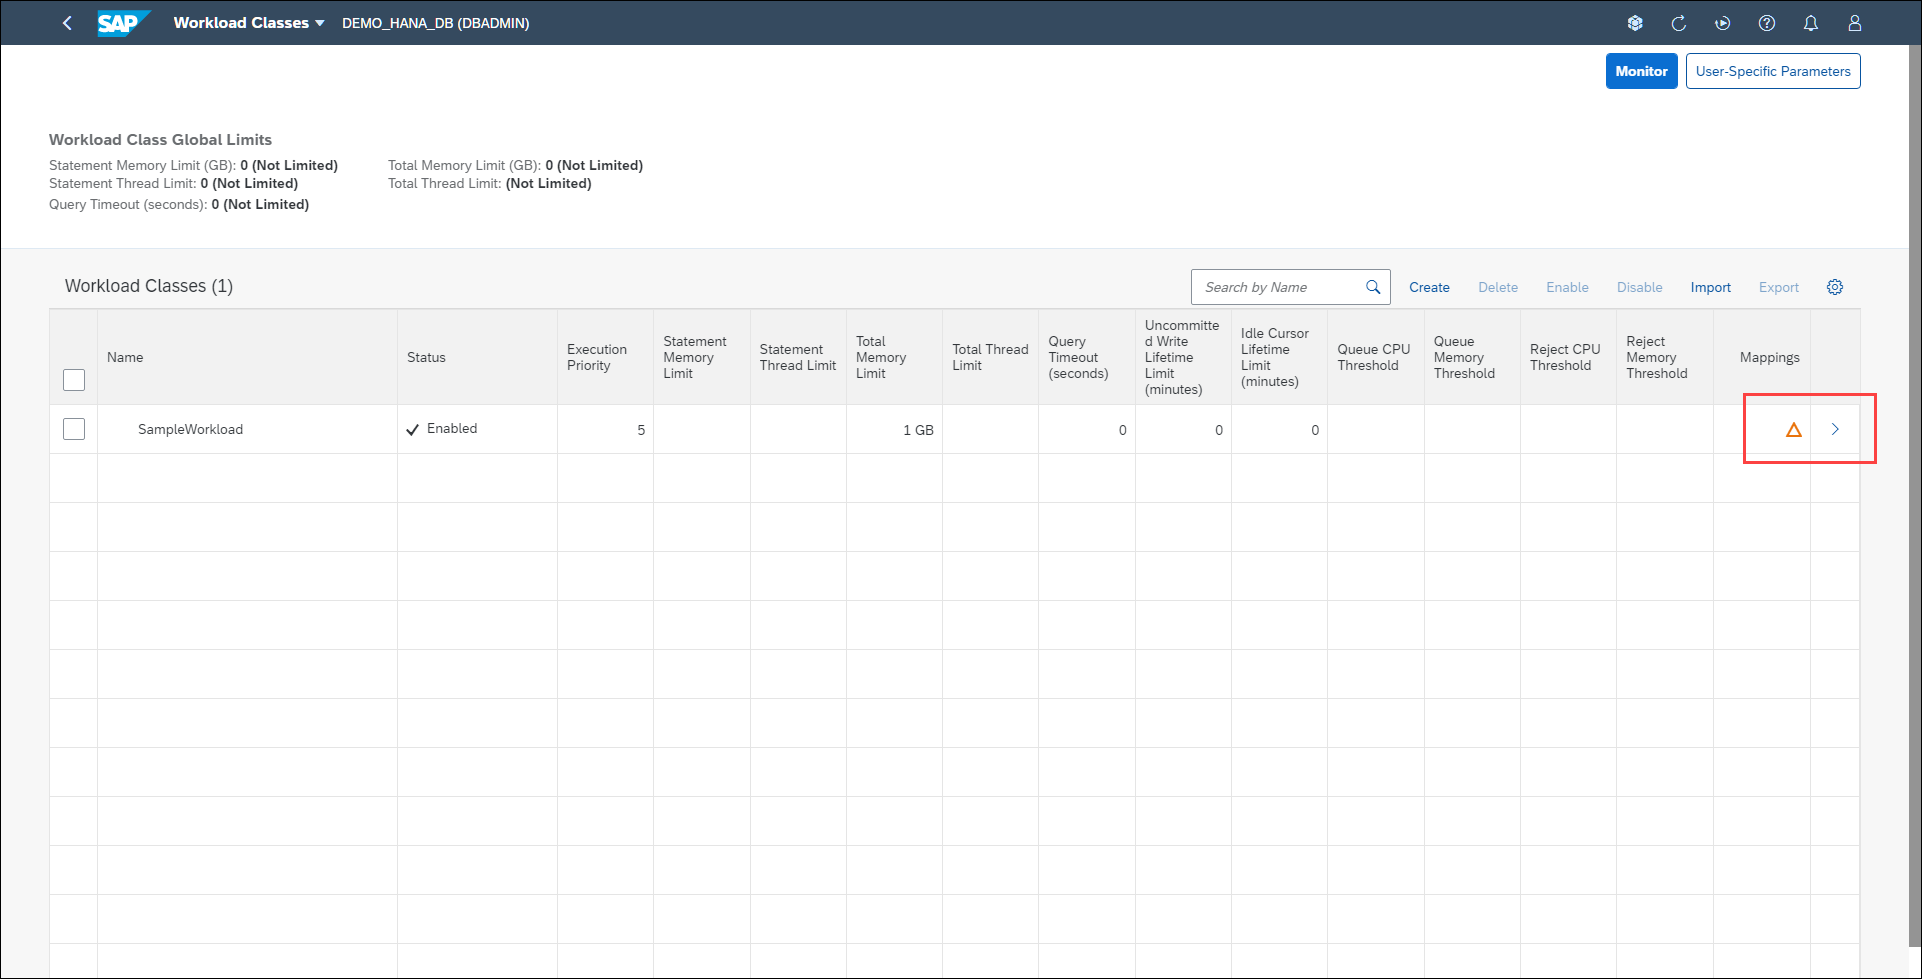 SAP Workload Classes DEMO_HANA_DB (DBADMIN)
Monitor User-Specific Parameters
Workload Class Global Limits
Statement Memory Limit (GB): 0 (Not Limited) Total Memory Limit (GB): 0 (Not Limited)
Statement Thread Limit: 0 (Not Limited) Total Thread Limit: (Not Limited)
Query Timeout (seconds): 0 (Not Limited)
Workload Classes (1) Search by Name Create Delete Enable Disable Import Export
Name
Status
Execution
Priority
Statement
Memory
Limit
Statement
Thread Limit
Total
Memory
Limit
Total Thread
Limit
Query
Timeout
(seconds)
Uncommitte
d Write
Lifetime
Limit
(minutes)
Idle Cursor
Lifetime
Limit
(minutes)
Queue CPU
Threshold
Queue
Memory
Threshold
Reject CPU
Threshold
Reject
Memory
Threshold
Mappings
SampleWorkload Enabled 5 1 GB 0 0 0